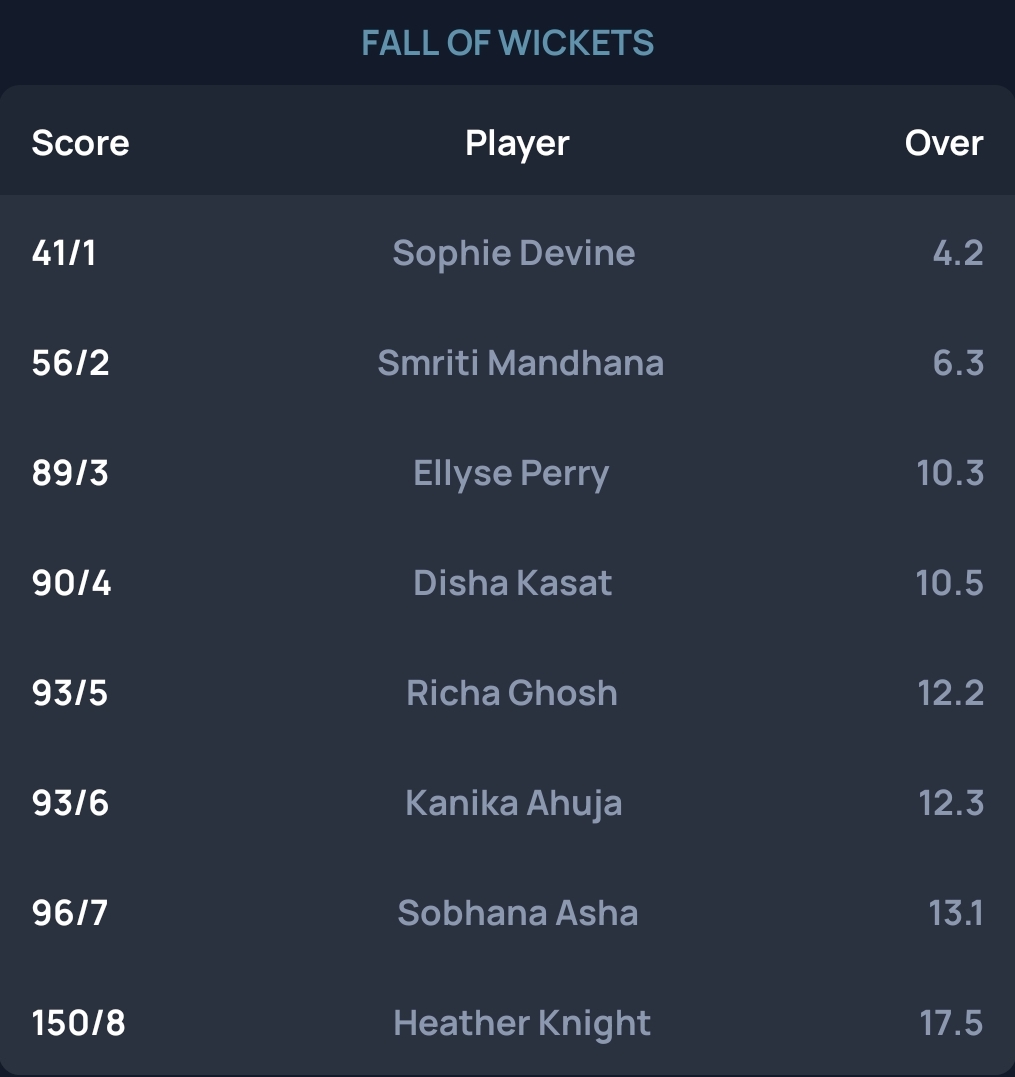 FALL OF WICKETS
Score Player Over
41/1 Sophie Devine 4.2
56/2 Smriti Mandhana 6.3
89/3 Ellyse Perry 10.3
90/4 Disha Kasat 10.5
93/5 Richa Ghosh 12.2
93/6 Kanika Ahuja 12.3
96/7 Sobhana Asha 13.1
150/8 Heather Knight 17.5